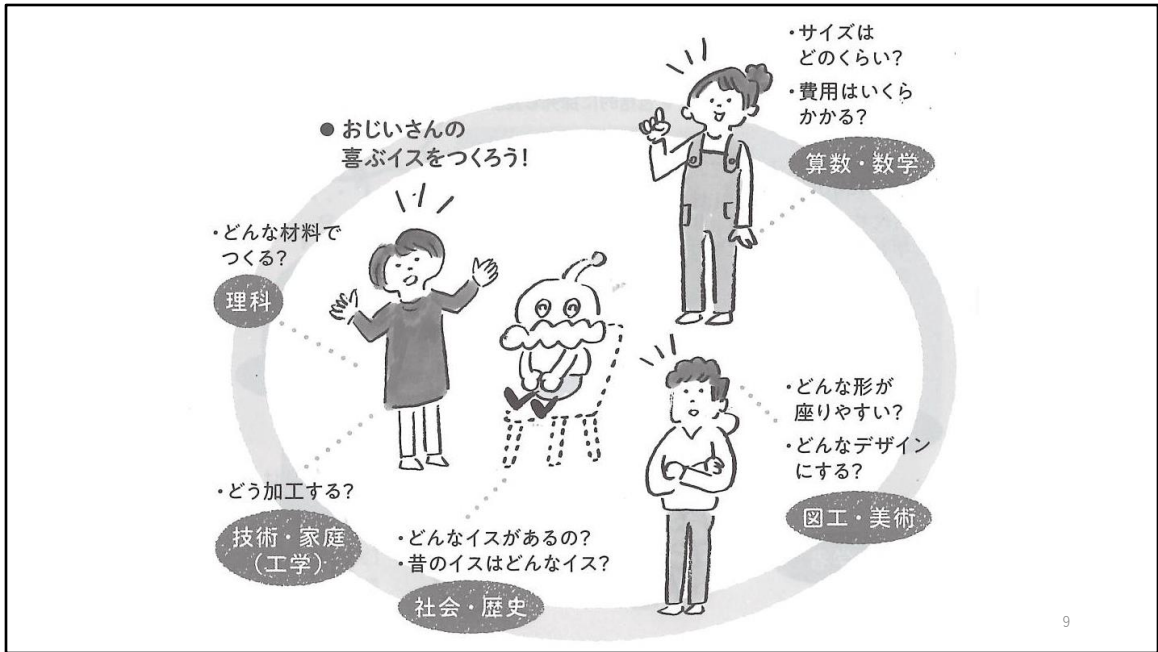 ・サイズは
どのくらい?
・費用はいくら
かかる?
算数・数学
● おじいさんの
喜ぶイスをつくろう!
・どんな材料で
つくる?
理科
・どんな形が
座りやすい?
・どんなデザイン
にする?
図工・美術
・どう加工する?
技術・家庭
(工学)
・どんなイスがあるの?
・昔のイスはどんなイス?
社会・歴史
9